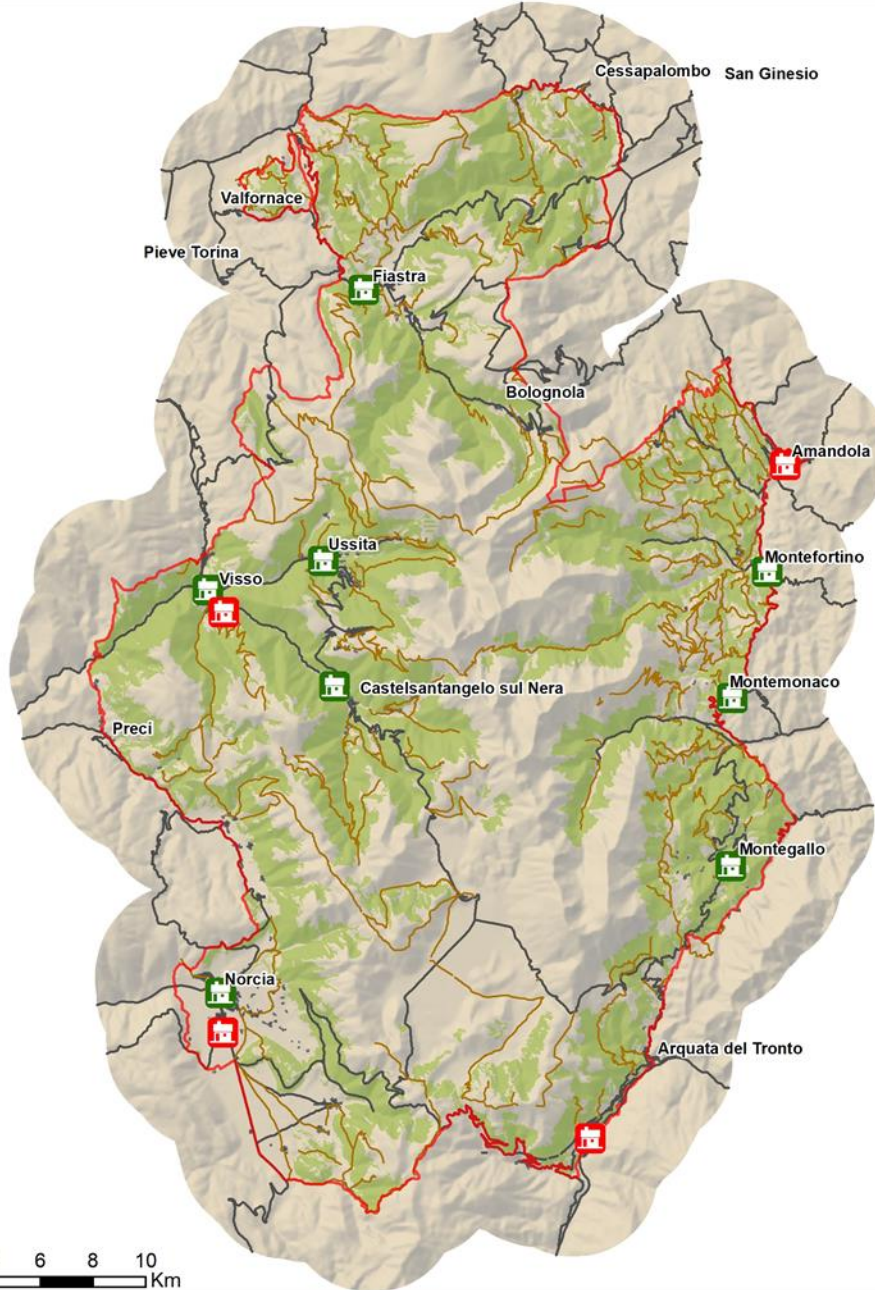 Cessapalombo
San Ginesio
Valfornace
Pieve Torina
Fiastra
Bolognola
Amandola
Ussita
Montefortino
Visso
Montemonaco
Castelsantangelo sul Nera
Preci
Montegallo
Norcia
Arquata del Tronto
6 8 10
Km